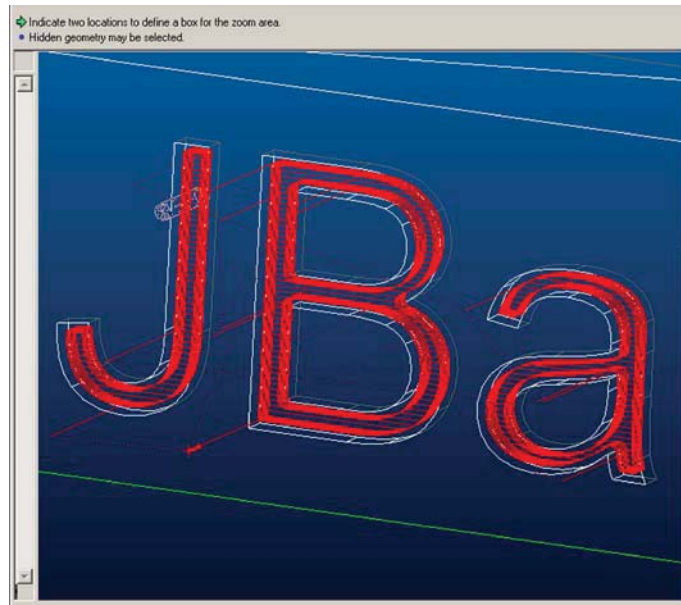 Indicate two locations to define a box for the zoom area.
Hidden geometry may be selected.
JBa